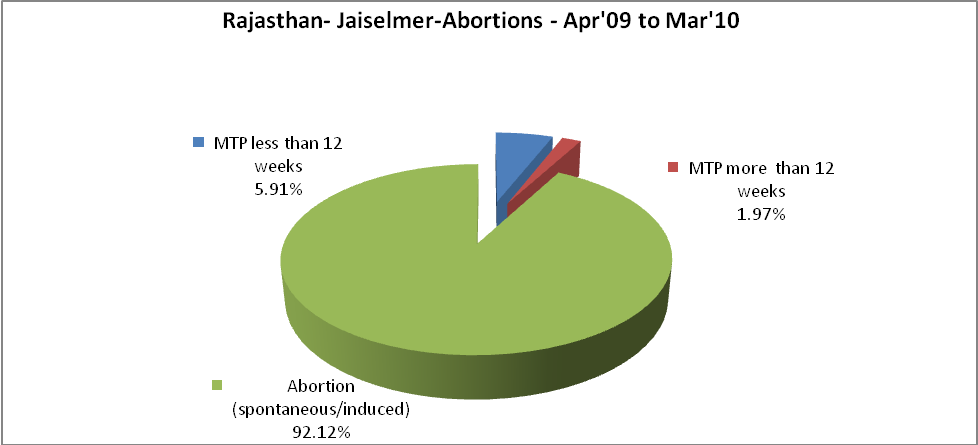 Rajasthan- Jaiselmer-Abortions - Apr'09 to Mar'10
MTP less than 12
weeks
5.91%
MTP more than 12
weeks
1.97%
Abortion
(spontaneous/induced)
92.12%